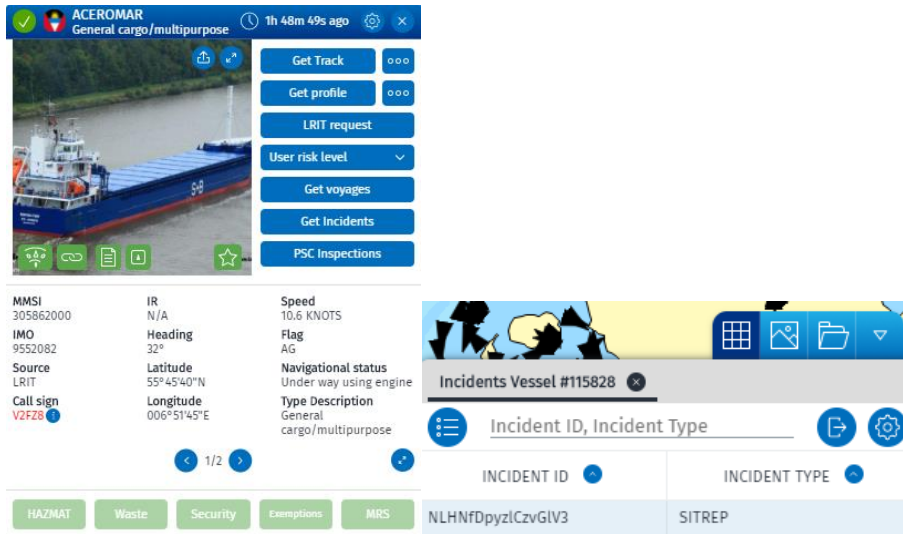 ACEROMAR
General cargo/multipurpose
1h 48m 49s ago
Get Track
Get profile
LRIT request
User risk level
Get voyages
Get Incidents
PSC Inspections
S+B
MMSI
305862000
IR
N/A
Speed
10.6 KNOTS
IMO
9552082
Heading
32°
Flag
AG
Source
LRIT
Latitude
55°45'40"N
Navigational status
Under way using engine
Call sign
V2FZ8
Longitude
006°51'45"E
Type Description
General
cargo/multipurpose
1/2
HAZMAT
Waste
Security
Exemptions
MRS
Incidents Vessel #115828
Incident ID, Incident Type
INCIDENT ID
INCIDENT TYPE
NLHNfDpyzlCzvGlV3
SITREP